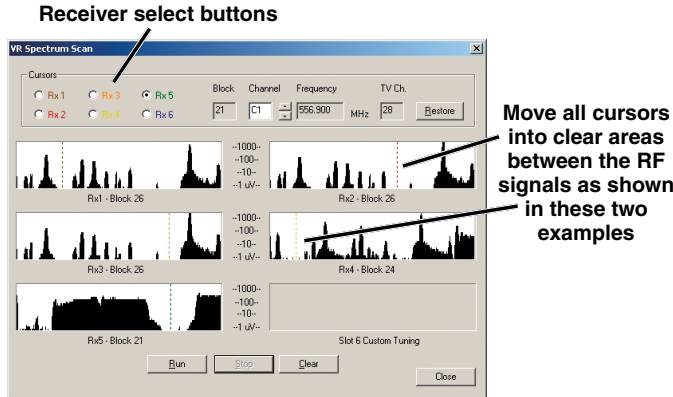 Receiver select buttons
VR Spectrum Scan
Cursors
Rx 1 Rx 3 Rx 5
Rx 2 Rx 4 Rx 6
Block Channel Frequency TV Ch.
21 C1 556.900 MHz 28 Restore
Move all cursors
into clear areas
between the RF
signals as shown
in these two
examples
--1000--
--100--
--10--
--1 uV--
Rx1 - Block 26
Rx2 - Block 26
--1000--
--100--
--10--
--1 uV--
Rx3 - Block 26
Rx4 - Block 24
--1000--
--100--
--10--
--1 uV--
Rx5 - Block 21
Slot 6 Custom Tuning
Run Stop Clear
Close